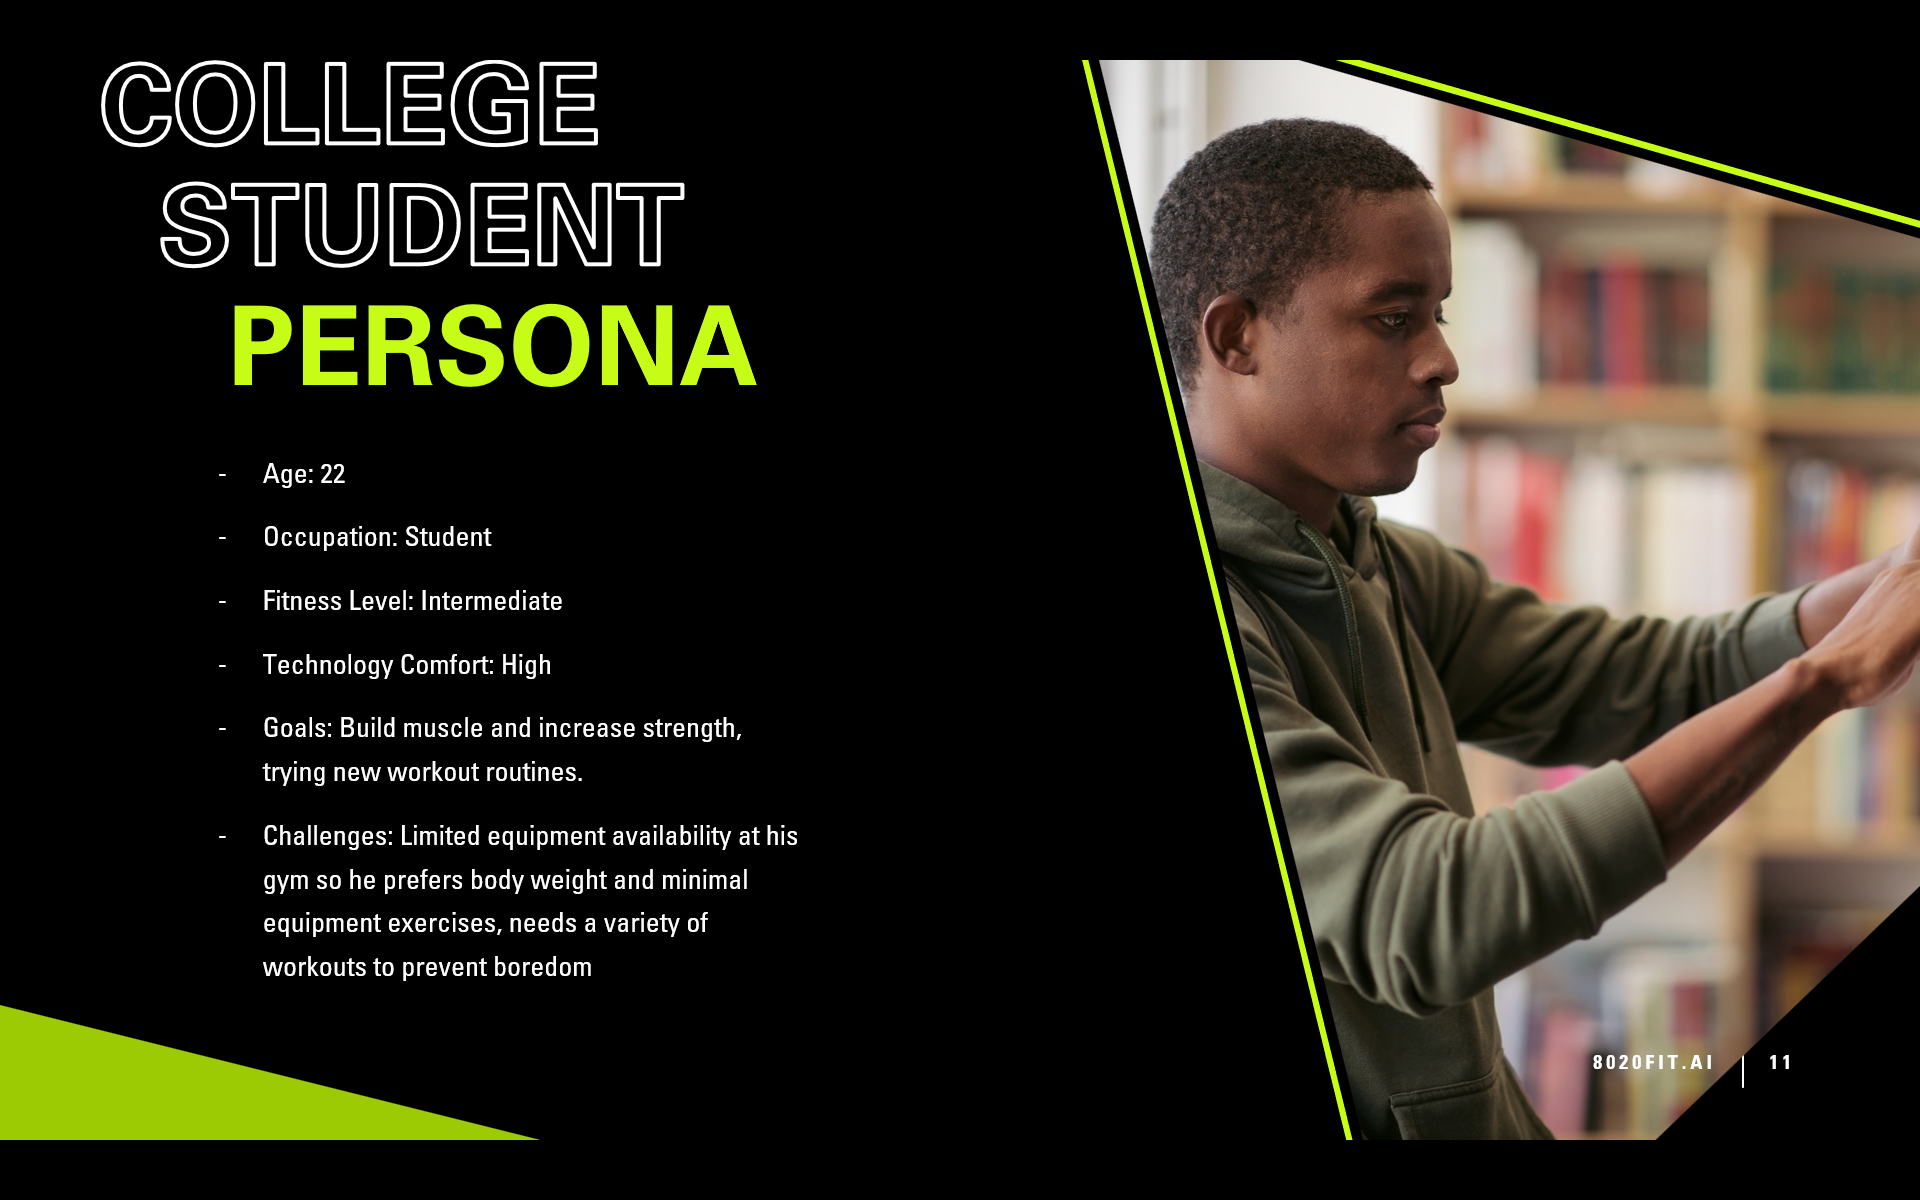 COLLEGE
STUDENT
PERSONA
- Age: 22
- Occupation: Student
- Fitness Level: Intermediate
- Technology Comfort: High
- Goals: Build muscle and increase strength,
trying new workout routines.
- Challenges: Limited equipment availability at his
gym so he prefers body weight and minimal
equipment exercises, needs a variety of
workouts to prevent boredom
8020FIT.AI | 11